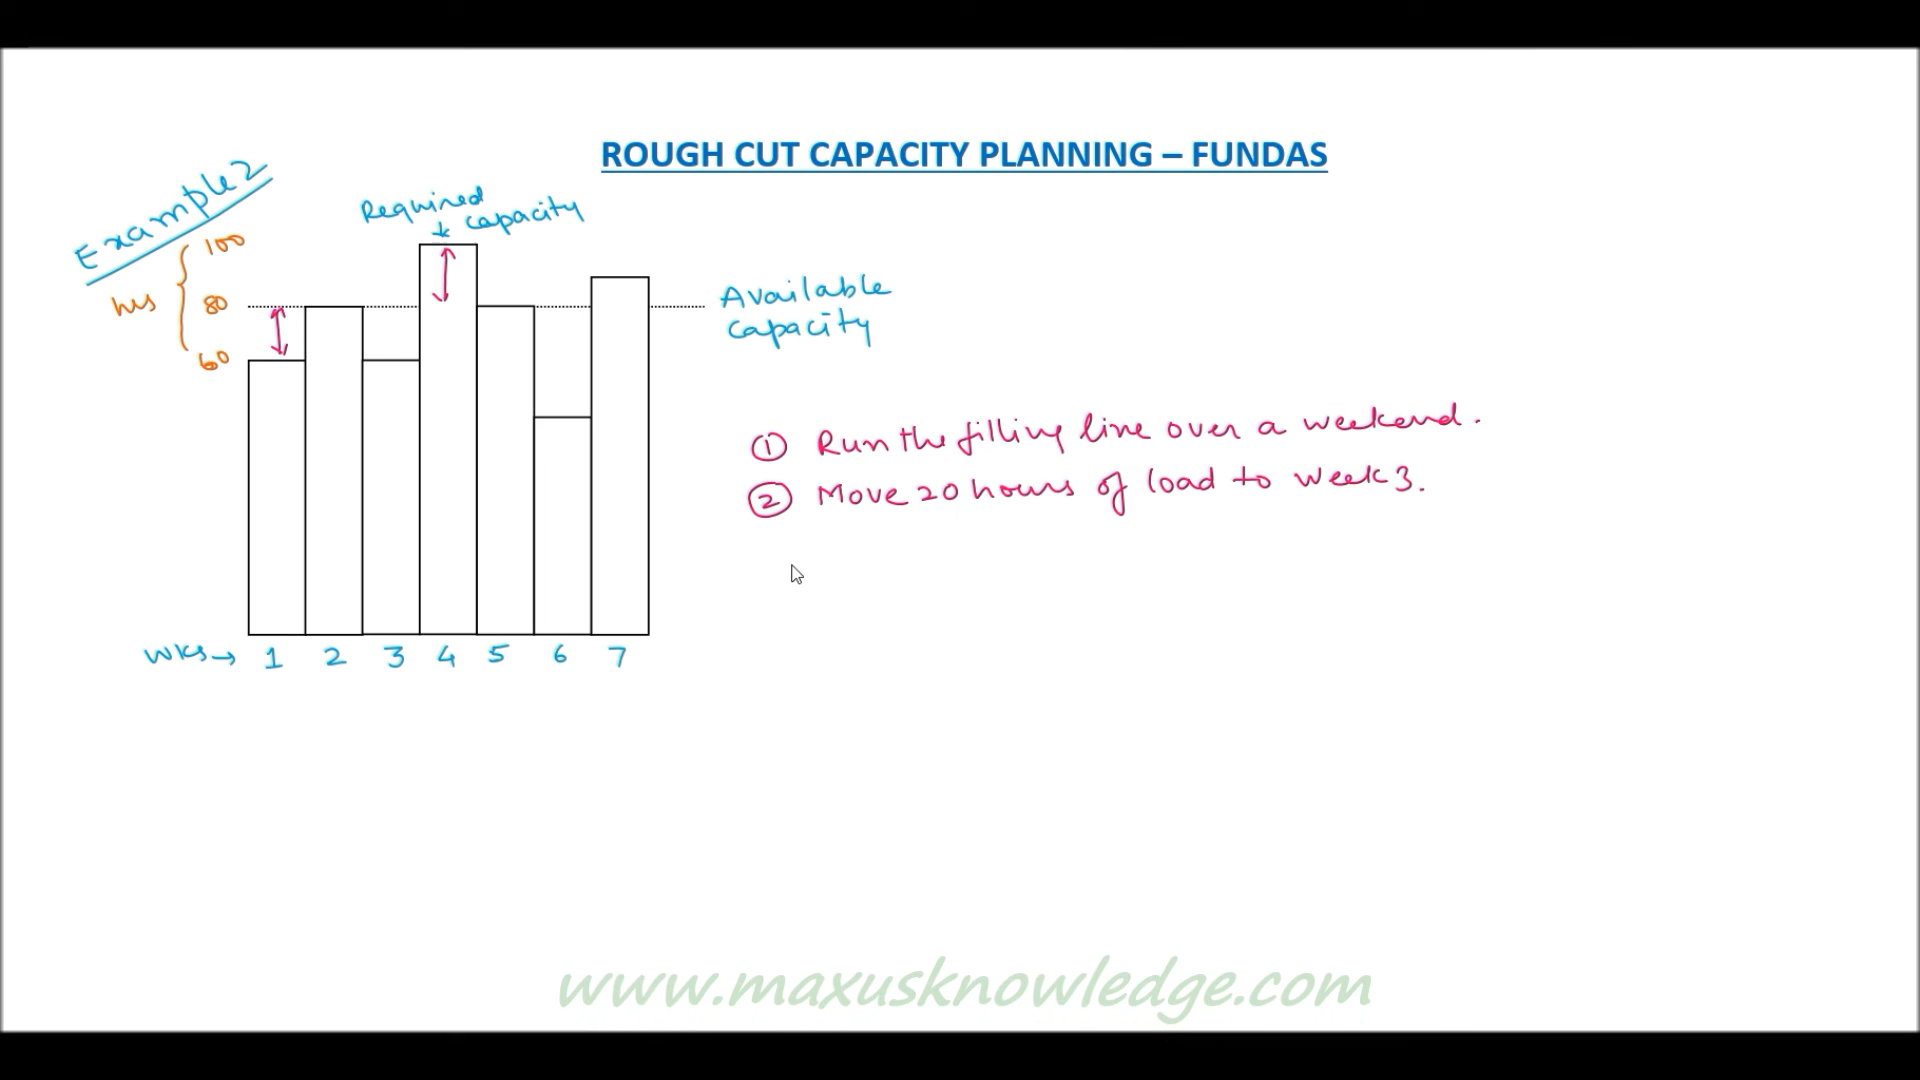 ROUGH CUT CAPACITY PLANNING – FUNDAS
Example 2
Required
capacity
100
hrs
80
60
Available
capacity
① Run the filling line over a weekend.
② Move 20 hours of load to week 3.
Wks → 1 2 3 4 5 6 7
www.maxusknowledge.com